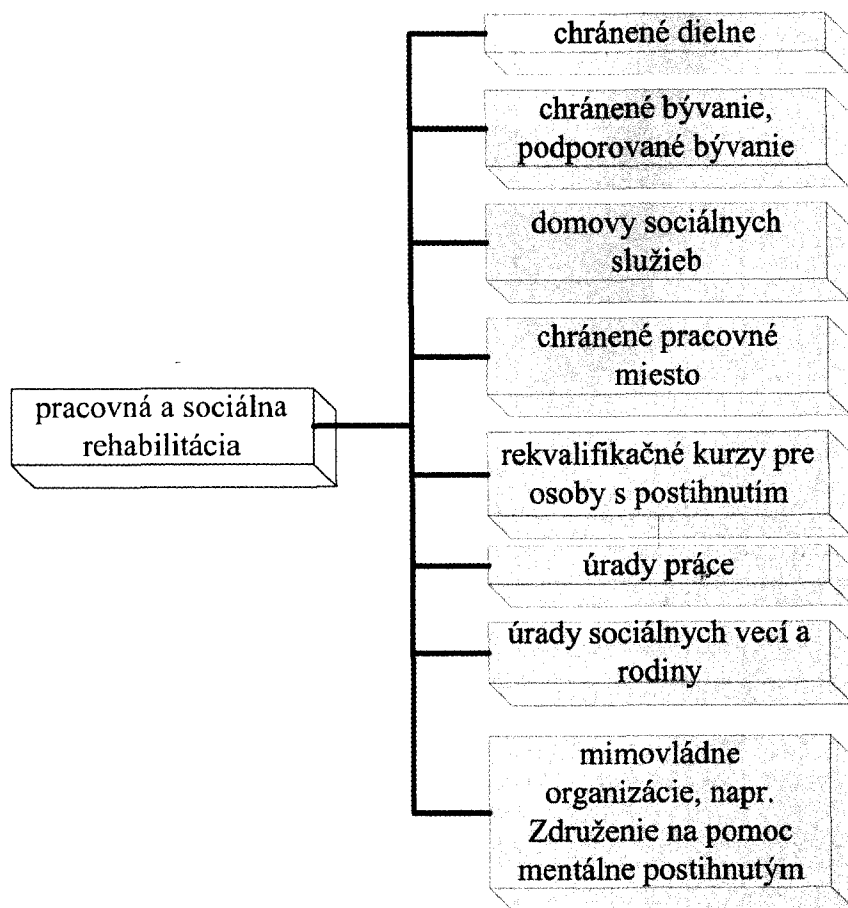 chránené dielne
chránené bývanie,
podporované bývanie
domovy sociálnych
služieb
chránené pracovné
miesto
pracovná a sociálna
rehabilitácia
rekvalifikačné kurzy pre
osoby s postihnutím
úrady práce
úrady sociálnych vecí a
rodiny
mimovládne
organizácie, napr.
Združenie na pomoc
mentálne postihnutým